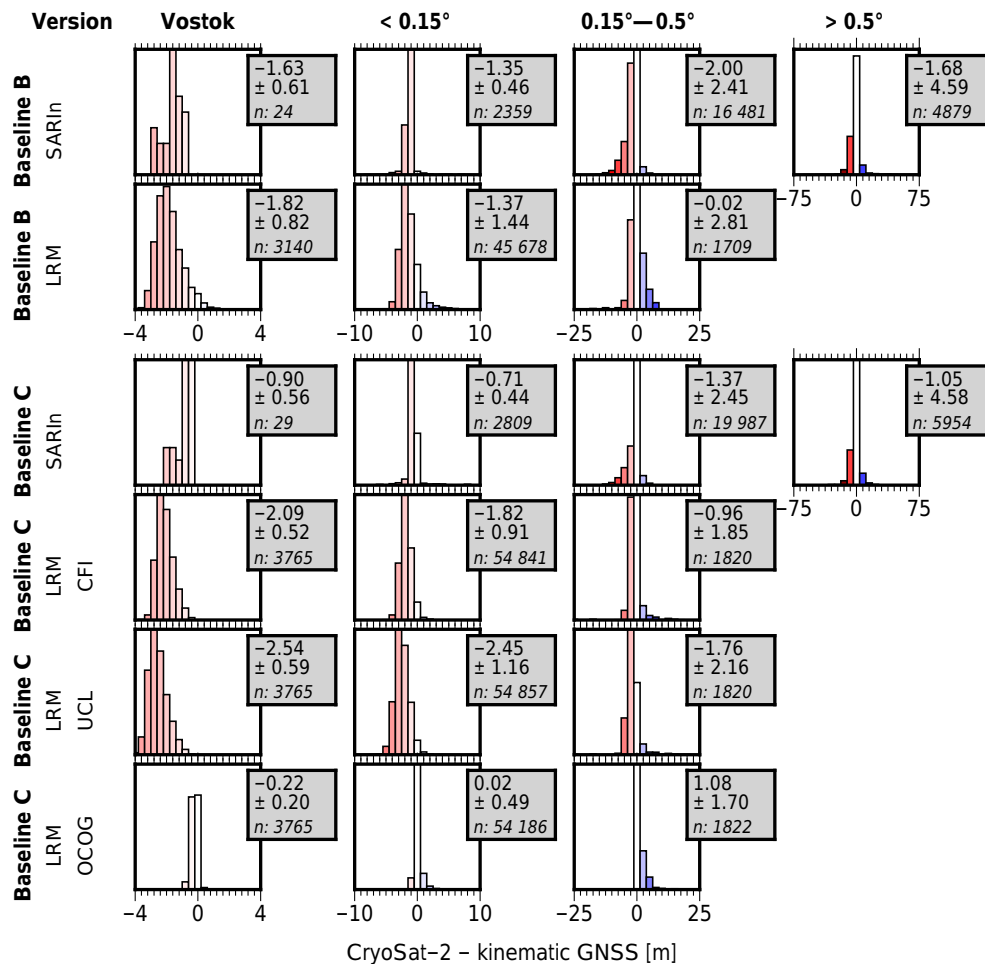 Version Vostok < 0.15° 0.15°—0.5° > 0.5°
Baseline B
SARIn
−1.63
± 0.61
n: 24
−1.35
± 0.46
n: 2359
−2.00
± 2.41
n: 16 481
−1.68
± 4.59
n: 4879
−75 0 75
Baseline B
LRM
−1.82
± 0.82
n: 3140
−1.37
± 1.44
n: 45 678
−0.02
± 2.81
n: 1709
−4 0 4
−10 0 10
−25 0 25
Baseline C
SARIn
−0.90
± 0.56
n: 29
−0.71
± 0.44
n: 2809
−1.37
± 2.45
n: 19 987
−1.05
± 4.58
n: 5954
−75 0 75
Baseline C
LRM
CFI
−2.09
± 0.52
n: 3765
−1.82
± 0.91
n: 54 841
−0.96
± 1.85
n: 1820
Baseline C
LRM
UCL
−2.54
± 0.59
n: 3765
−2.45
± 1.16
n: 54 857
−1.76
± 2.16
n: 1820
Baseline C
LRM
OCOG
−0.22
± 0.20
n: 3765
0.02
± 0.49
n: 54 186
1.08
± 1.70
n: 1822
−4 0 4
−10 0 10
−25 0 25
CryoSat−2 − kinematic GNSS [m]